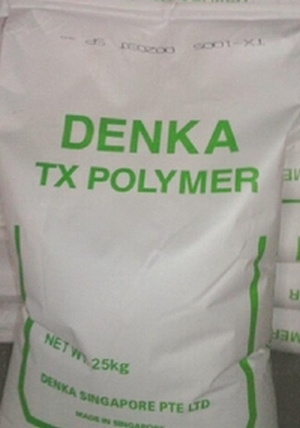 DENKA
TX POLYMER
NET WT. 25kg
DENKA SINGAPORE PTE LTD
MADE IN SINGAPORE